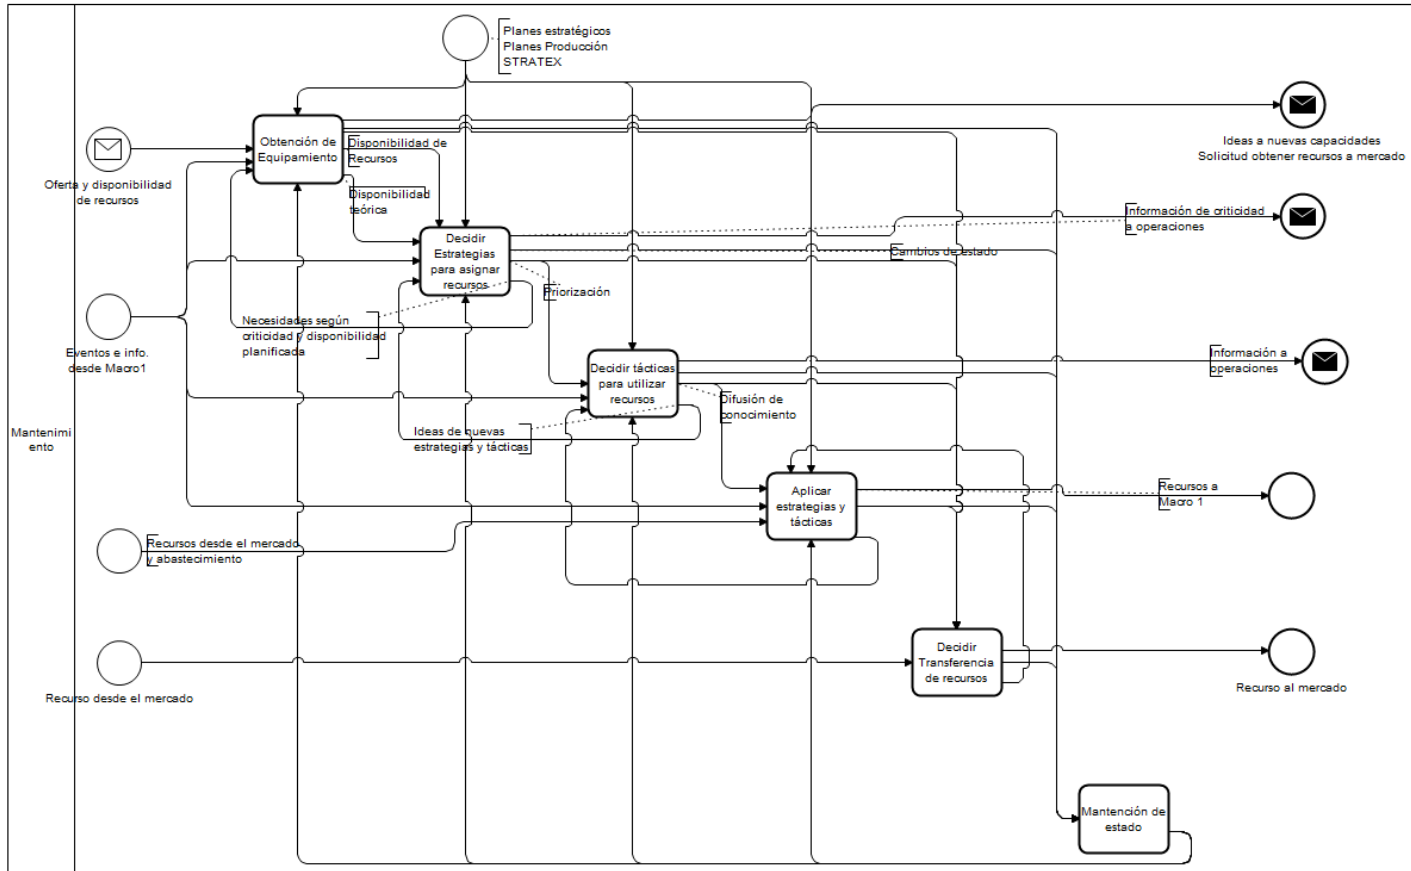 Planes estratégicos
Planes Producción
STRATEX
Obtención de
Equipamiento
Disponibilidad de
Recursos
Ideas a nuevas capacidades
Solicitud obtener recursos a mercado
Oferta y disponibilidad
de recursos
Disponibilidad
teórica
Decidir
Estrategias
para asignar
recursos
Información de criticidad
a operaciones
Cambios de estado
Priorización
Necesidades según
criticidad y disponibilidad
planificada
Eventos e info.
desde Macro1
Decidir tácticas
para utilizar
recursos
Información a
operaciones
Difusión de
conocimiento
Ideas de nuevas
estrategias y tácticas
Mantenimi
ento
Aplicar
estrategias y
tácticas
Recursos a
Macro 1
Recursos desde el mercado
y abastecimiento
Decidir
Transferencia
de recursos
Recurso desde el mercado
Recurso al mercado
Mantención de
estado